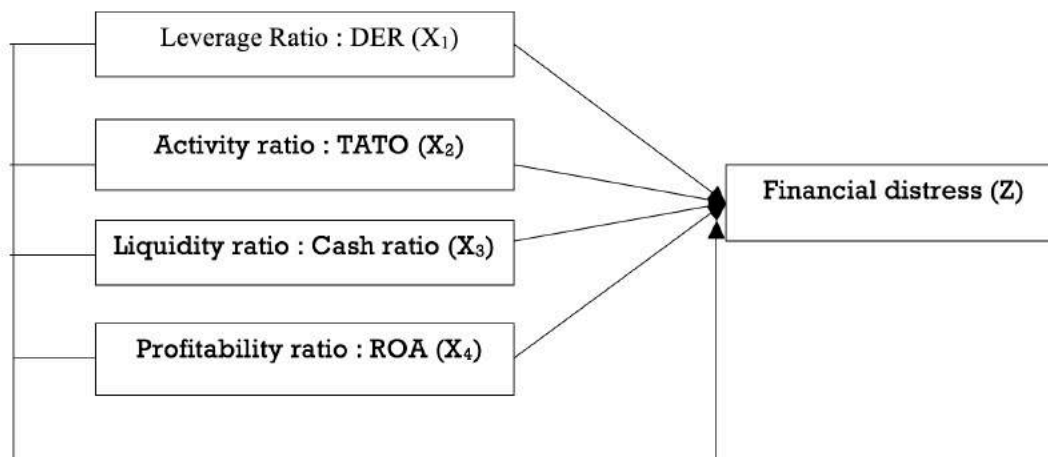 Leverage Ratio : DER (X₁)
Activity ratio : TATO (X₂)
Liquidity ratio : Cash ratio (X₃)
Profitability ratio : ROA (X₄)
Financial distress (Z)